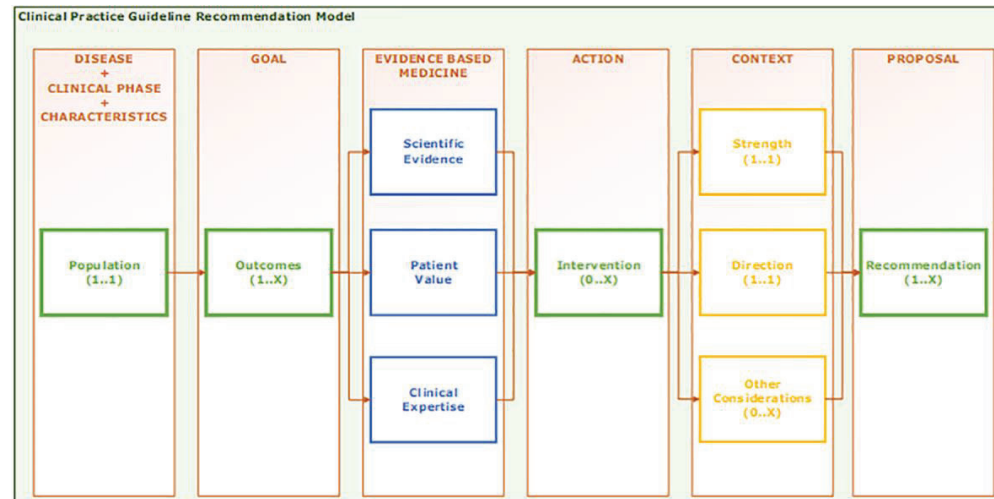 Clinical Practice Guideline Recommendation Model
DISEASE
+
CLINICAL PHASE
+
CHARACTERISTICS
GOAL
EVIDENCE BASED
MEDICINE
ACTION
CONTEXT
PROPOSAL
Population
(1..1)
Outcomes
(1..X)
Scientific
Evidence
Patient
Value
Clinical
Expertise
Intervention
(0..X)
Strength
(1..1)
Direction
(1..1)
Other
Considerations
(0..X)
Recommendation
(1..X)